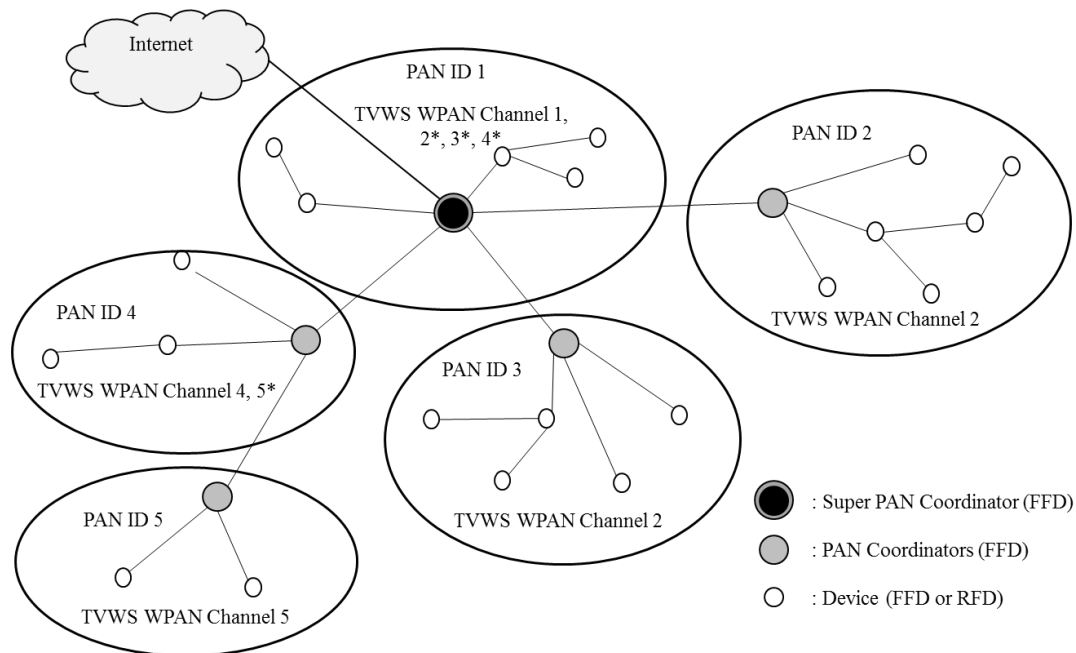 Internet
PAN ID 1
TVWS WPAN Channel 1,
2*, 3*, 4*
PAN ID 2
TVWS WPAN Channel 2
PAN ID 4
TVWS WPAN Channel 4, 5*
PAN ID 3
TVWS WPAN Channel 2
PAN ID 5
TVWS WPAN Channel 5
: Super PAN Coordinator (FFD)
: PAN Coordinators (FFD)
: Device (FFD or RFD)